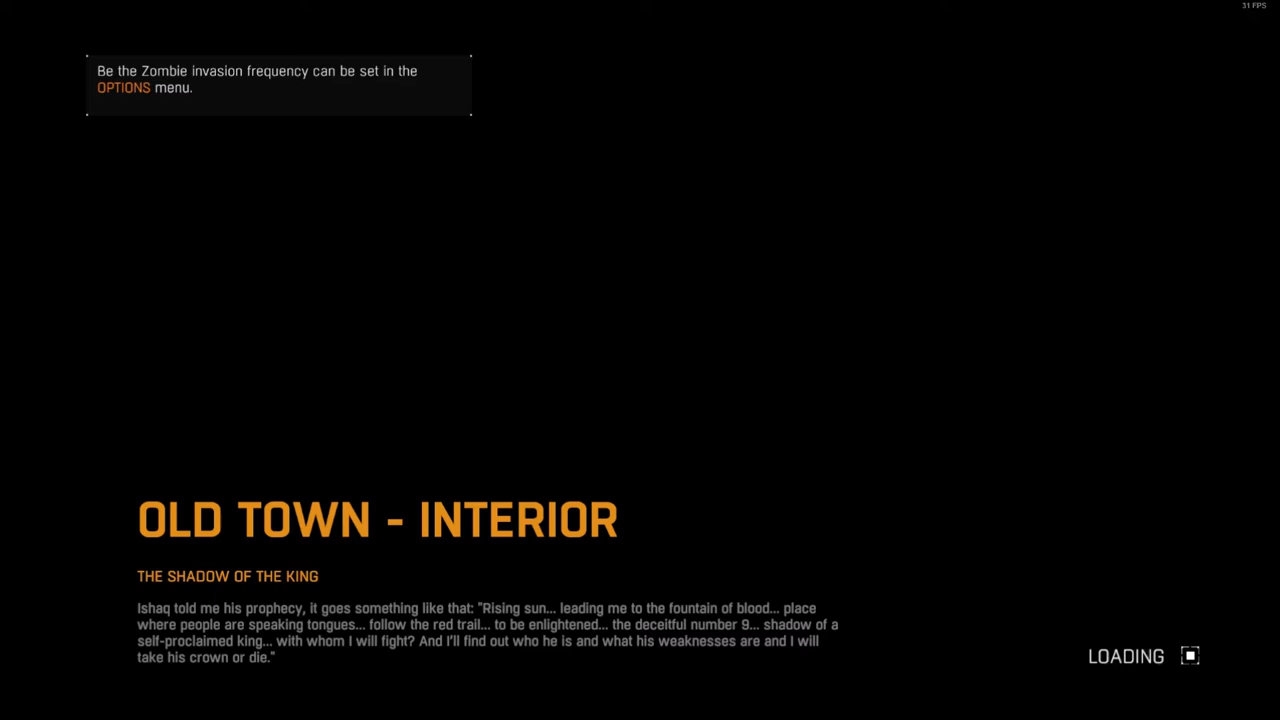 31 FPS
Be the Zombie invasion frequency can be set in the
OPTIONS menu.
OLD TOWN - INTERIOR
THE SHADOW OF THE KING
Ishaq told me his prophecy, it goes something like that: "Rising sun... leading me to the fountain of blood... place
where people are speaking tongues... follow the red trail... to be enlightened... the deceitful number 9... shadow of a
self-proclaimed king... with whom I will fight? And I'll find out who he is and what his weaknesses are and I will
take his crown or die."
LOADING